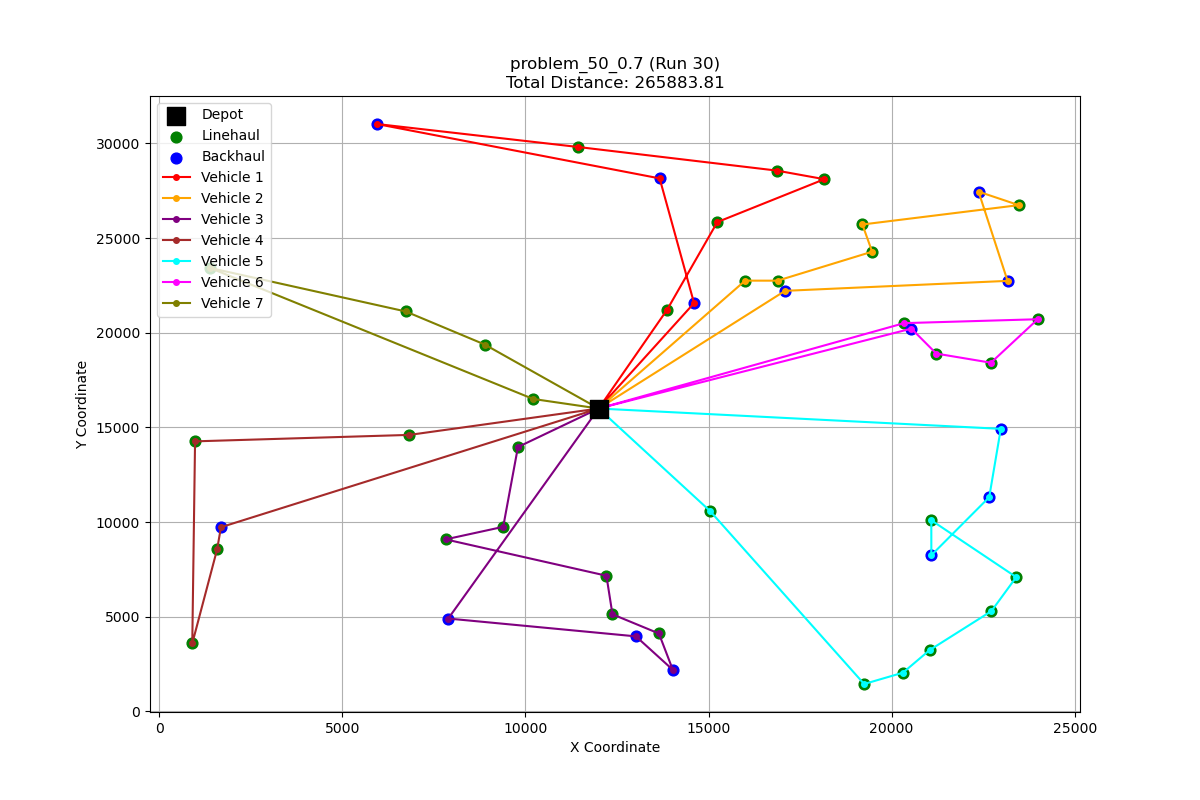 problem_50_0.7 (Run 30)
Total Distance: 265883.81
Depot
Linehaul
Backhaul
Vehicle 1
Vehicle 2
Vehicle 3
Vehicle 4
Vehicle 5
Vehicle 6
Vehicle 7
30000
25000
20000
15000
10000
5000
0
Y Coordinate
0 5000 10000 15000 20000 25000
X Coordinate